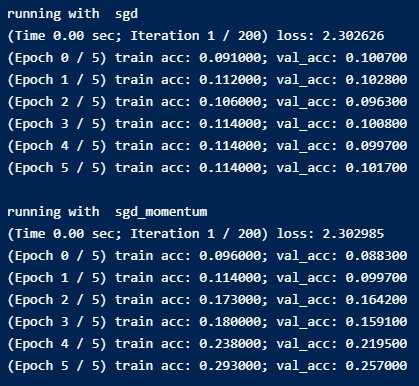 running with  sgd
(Time 0.00 sec; Iteration 1 / 200) loss: 2.302626
(Epoch 0 / 5) train acc: 0.091000; val_acc: 0.100700
(Epoch 1 / 5) train acc: 0.112000; val_acc: 0.102800
(Epoch 2 / 5) train acc: 0.106000; val_acc: 0.096300
(Epoch 3 / 5) train acc: 0.114000; val_acc: 0.100800
(Epoch 4 / 5) train acc: 0.114000; val_acc: 0.099700
(Epoch 5 / 5) train acc: 0.114000; val_acc: 0.101700

running with  sgd_momentum
(Time 0.00 sec; Iteration 1 / 200) loss: 2.302985
(Epoch 0 / 5) train acc: 0.096000; val_acc: 0.088300
(Epoch 1 / 5) train acc: 0.114000; val_acc: 0.099700
(Epoch 2 / 5) train acc: 0.173000; val_acc: 0.164200
(Epoch 3 / 5) train acc: 0.180000; val_acc: 0.159100
(Epoch 4 / 5) train acc: 0.238000; val_acc: 0.219500
(Epoch 5 / 5) train acc: 0.293000; val_acc: 0.257000